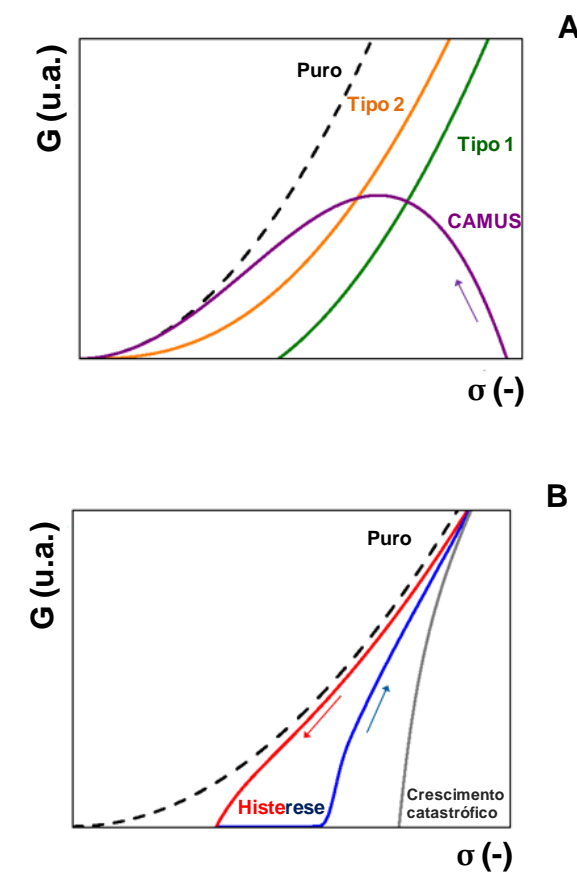 A
G (u.a.)
Puro
Tipo 2
Tipo 1
CAMUS
σ (-)
B
G (u.a.)
Puro
Histerese
Crescimento
catastrófico
σ (-)